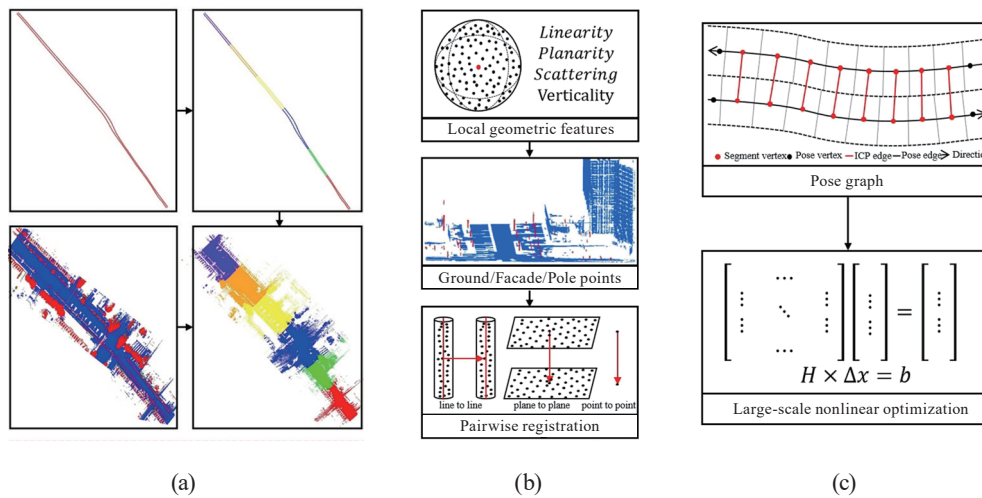 Linearity
Planarity
Scattering
Verticality
Local geometric features
Ground/Facade/Pole points
line to line plane to plane point to point
Pairwise registration
Segment vertex Pose vertex ICP edge Pose edge Directio
Pose graph
H × Δx = b
Large-scale nonlinear optimization
(a) (b) (c)